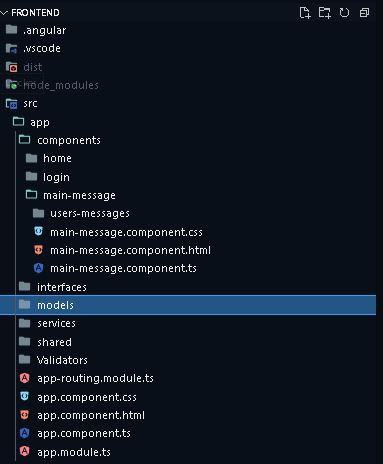 FRONTEND
.angular
.vscode
dist
node_modules
src
app
components
home
login
main-message
users-messages
main-message.component.css
main-message.component.html
main-message.component.ts
interfaces
models
services
shared
Validators
app-routing.module.ts
app.component.css
app.component.html
app.component.ts
app.module.ts